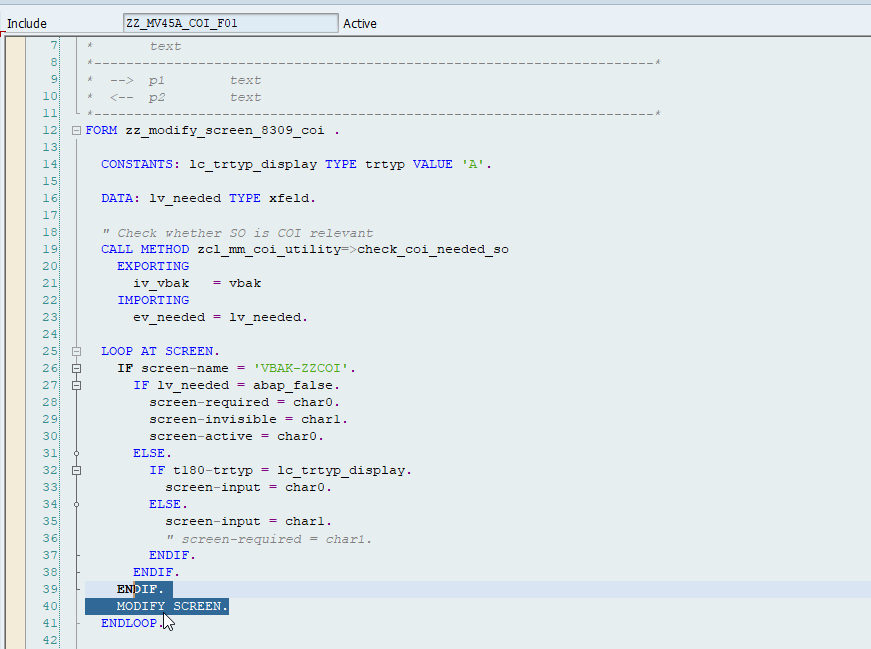 Include ZZ_MV45A_COI_F01 Active
7 * text
8 *----------------------------------------------------------------------*
9 * --> p1 text
10 * <-- p2 text
11 *----------------------------------------------------------------------*
12 FORM zz_modify_screen_8309_coi .
13
14 CONSTANTS: lc_trtyp_display TYPE trtyp VALUE 'A'.
15
16 DATA: lv_needed TYPE xfeld.
17
18 " Check whether SO is COI relevant
19 CALL METHOD zcl_mm_coi_utility=>check_coi_needed_so
20 EXPORTING
21 iv_vbak = vbak
22 IMPORTING
23 ev_needed = lv_needed.
24
25 LOOP AT SCREEN.
26 IF screen-name = 'VBAK-ZZCOI'.
27 IF lv_needed = abap_false.
28 screen-required = char0.
29 screen-invisible = char1.
30 screen-active = char0.
31 ELSE.
32 IF t180-trtyp = lc_trtyp_display.
33 screen-input = char0.
34 ELSE.
35 screen-input = char1.
36 " screen-required = char1.
37 ENDIF.
38 ENDIF.
39 ENDIF.
40 MODIFY SCREEN.
41 ENDLOOP.
42